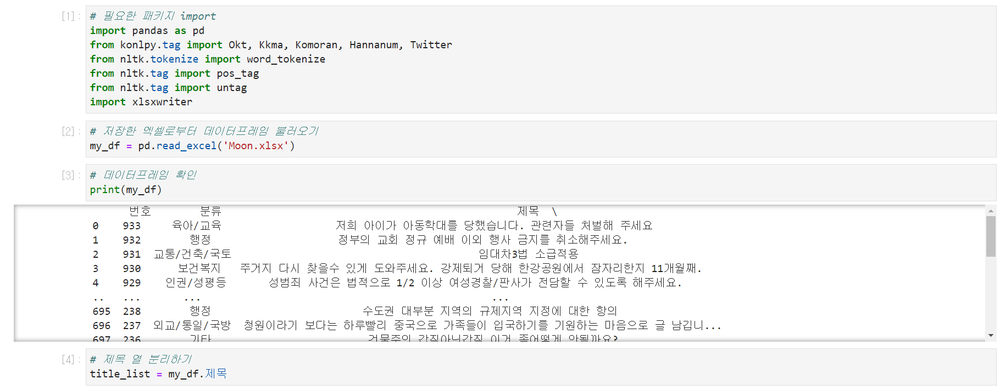 [1]: # 필요한 패키지 import
import pandas as pd
from konlpy.tag import Okt, Kkma, Komoran, Hannanum, Twitter
from nltk.tokenize import word_tokenize
from nltk.tag import pos_tag
from nltk.tag import untag
import xlsxwriter
[2]: # 저장한 엑셀로부터 데이터프레임 불러오기
my_df = pd.read_excel('Moon.xlsx')
[3]: # 데이터프레임 확인
print(my_df)
번호 분류 제목 \
0 933 육아/교육 저희 아이가 아동학대를 당했습니다. 관련자들 처벌해 주세요
1 932 행정 정부의 교회 정규 예배 이외 행사 금지를 취소해주세요.
2 931 교통/건축/국토 임대차3법 소급적용
3 930 보건복지 주거지 다시 찾을수 있게 도와주세요. 강제퇴거 당해 한강공원에서 잠자리한지 11개월째.
4 929 인권/성평등 성범죄 사건은 법적으로 1/2 이상 여성경찰/판사가 전담할 수 있도록 해주세요.
.. ... ... ...
695 238 행정 수도권 대부분 지역의 규제지역 지정에 대한 항의
696 237 외교/통일/국방 청원이라기 보다는 하루빨리 중국으로 가족들이 입국하기를 기원하는 마음으로 글 남깁니...
697 236 기타 건물주의 갑질아닌갑질 이거 좀어떻게 안될까요?
[4]: # 제목 열 분리하기
title_list = my_df.제목